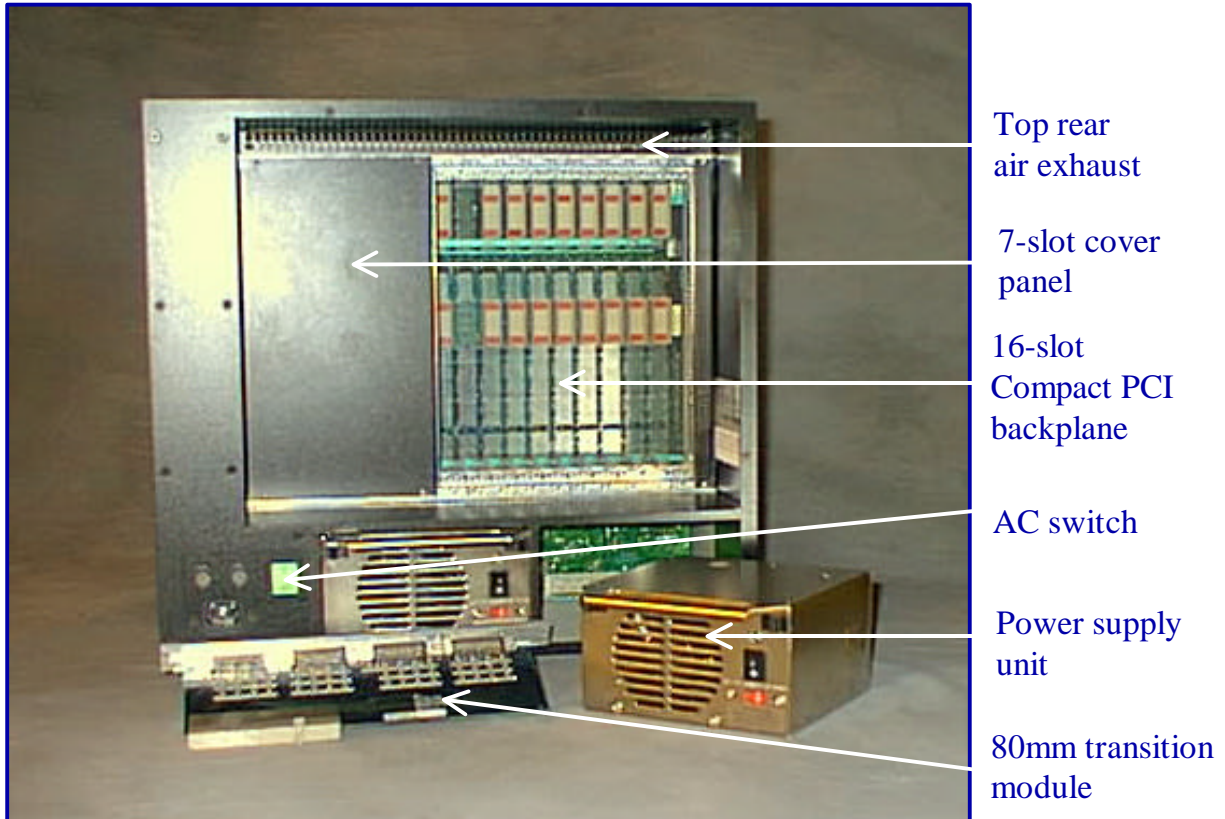 Top rear
air exhaust
7-slot cover
panel
16-slot
Compact PCI
backplane
AC switch
Power supply
unit
80mm transition
module